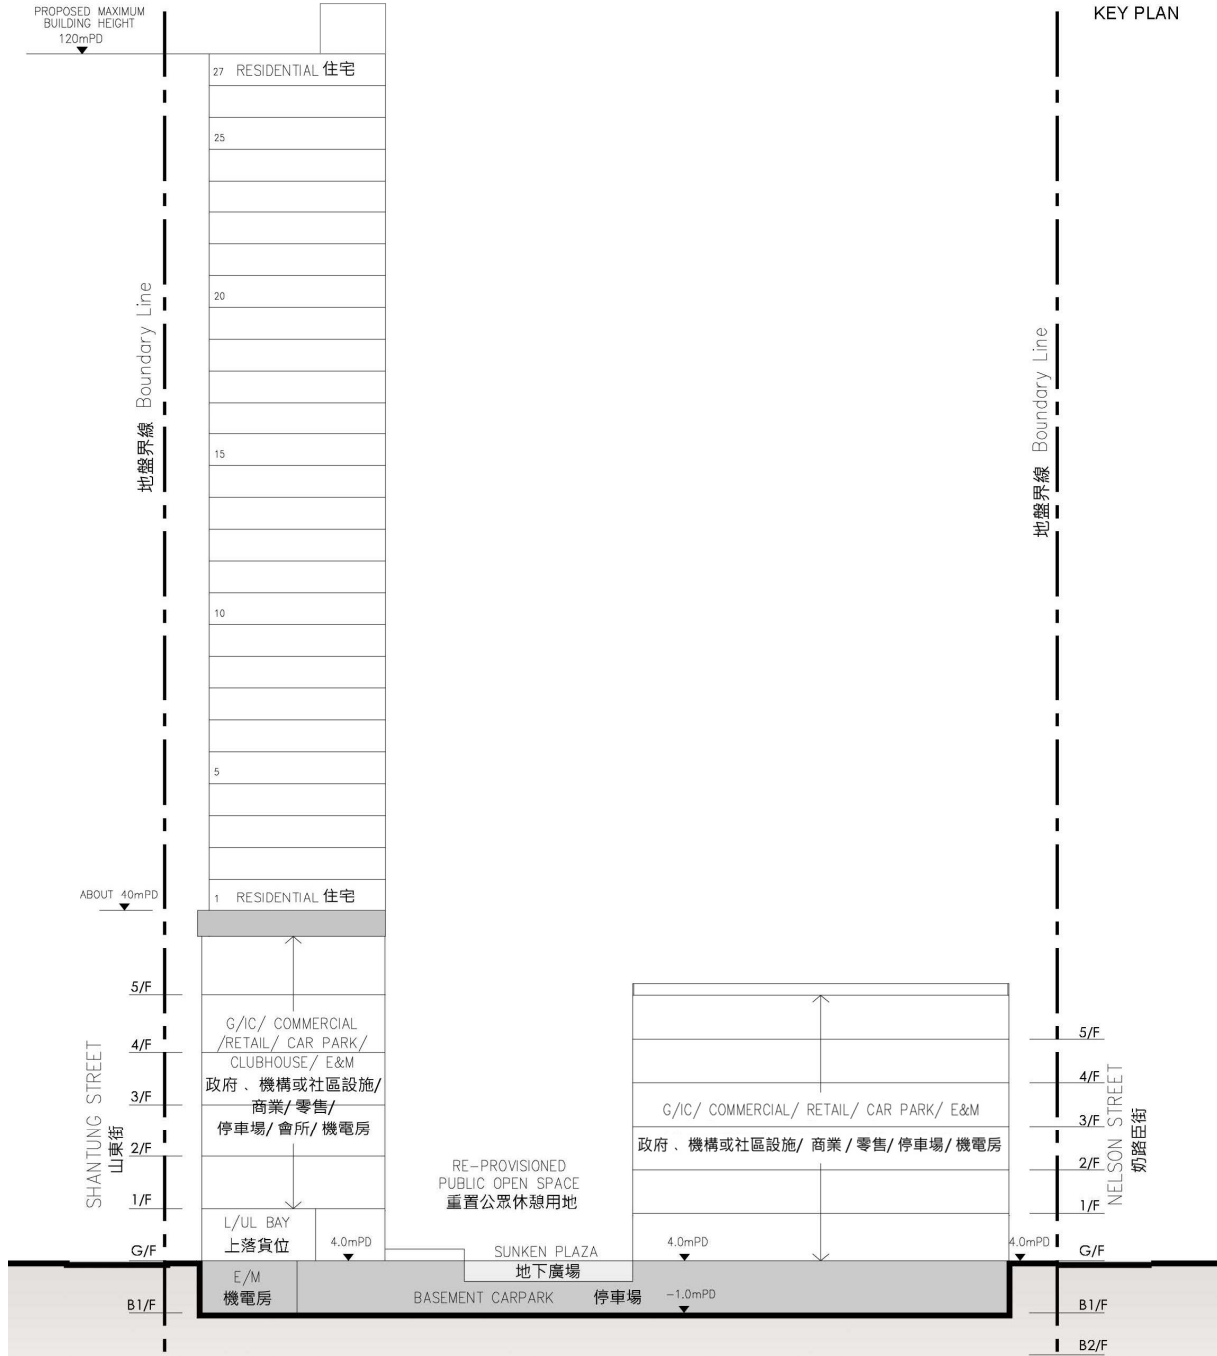 KEY PLAN
PROPOSED MAXIMUM
BUILDING HEIGHT
120mPD
27 RESIDENTIAL 住宅
25
20
15
10
5
地盤界線 Boundary Line
地盤界線 Boundary Line
ABOUT 40mPD
1 RESIDENTIAL 住宅
5/F
4/F
3/F
2/F
1/F
G/F
B1/F
SHANTUNG STREET
山東街
G/IC/ COMMERCIAL
/RETAIL/ CAR PARK/
CLUBHOUSE/ E&M
政府、機構或社區設施/
商業/ 零售/
停車場/ 會所/ 機電房
L/UL BAY
上落貨位
4.0mPD
E/M
機電房
RE-PROVISIONED
PUBLIC OPEN SPACE
重置公眾休憩用地
SUNKEN PLAZA
地下廣場
BASEMENT CARPARK 停車場
-1.0mPD
G/IC/ COMMERCIAL/ RETAIL/ CAR PARK/ E&M
政府、機構或社區設施/ 商業/ 零售/ 停車場/ 機電房
4.0mPD
4.0mPD
5/F
4/F
3/F
2/F
1/F
G/F
B1/F
B2/F
NELSON STREET
奶路臣街